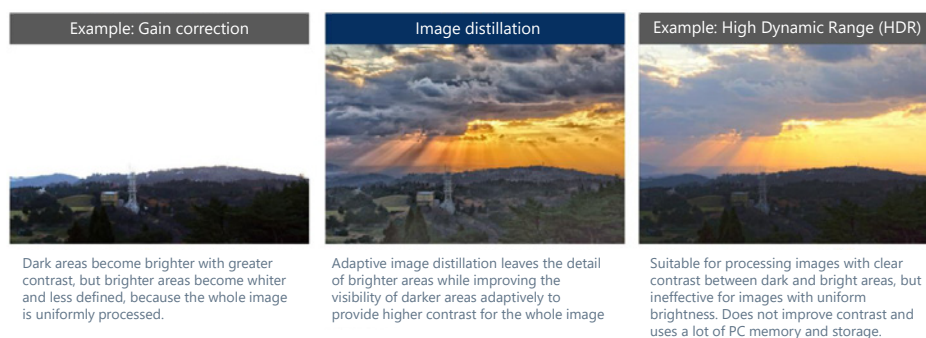 Example: Gain correction
Image distillation
Example: High Dynamic Range (HDR)
Dark areas become brighter with greater
contrast, but brighter areas become whiter
and less defined, because the whole image
is uniformly processed.
Adaptive image distillation leaves the detail
of brighter areas while improving the
visibility of darker areas adaptively to
provide higher contrast for the whole image
Suitable for processing images with clear
contrast between dark and bright areas, but
ineffective for images with uniform
brightness. Does not improve contrast and
uses a lot of PC memory and storage.